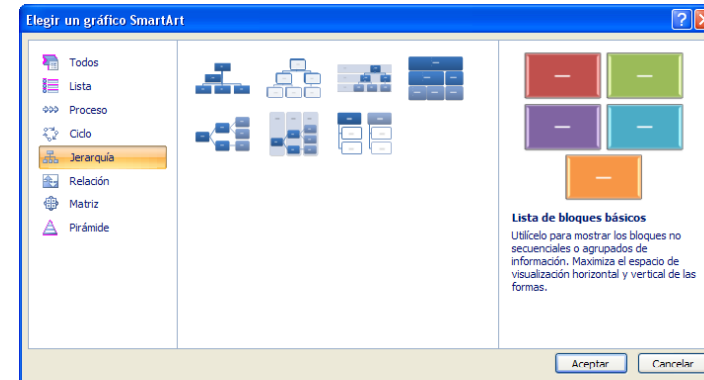 Elegir un gráfico SmartArt
Todos
Lista
Proceso
Ciclo
Jerarquía
Relación
Matriz
Pirámide
Lista de bloques básicos
Utilícelo para mostrar los bloques no
secuenciales o agrupados de
información. Maximiza el espacio de
visualización horizontal y vertical de las
formas.
Aceptar
Cancelar